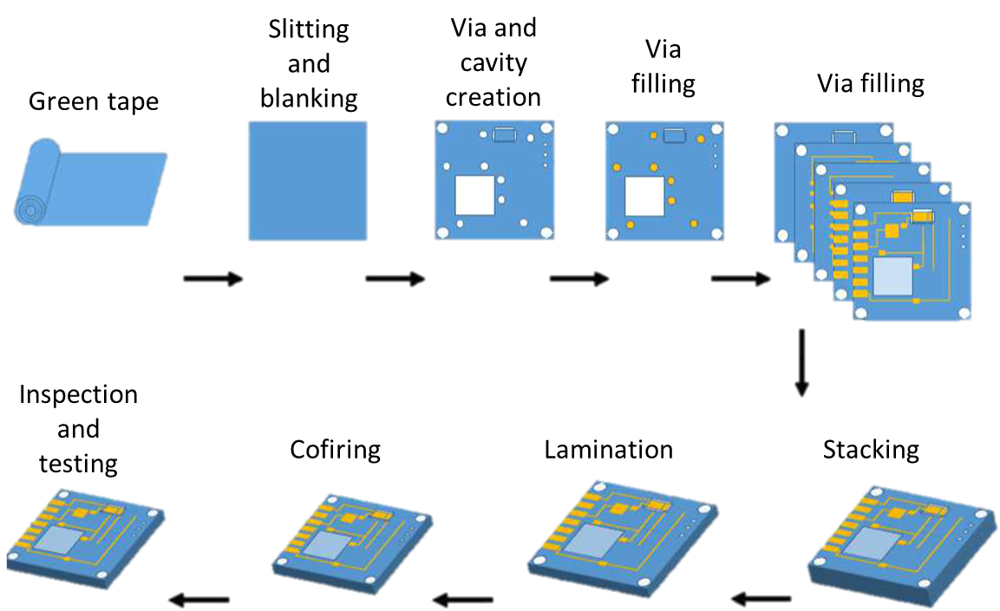 Green tape
Slitting
and
blanking
Via and
cavity
creation
Via
filling
Via filling
Stacking
Lamination
Cofiring
Inspection
and
testing